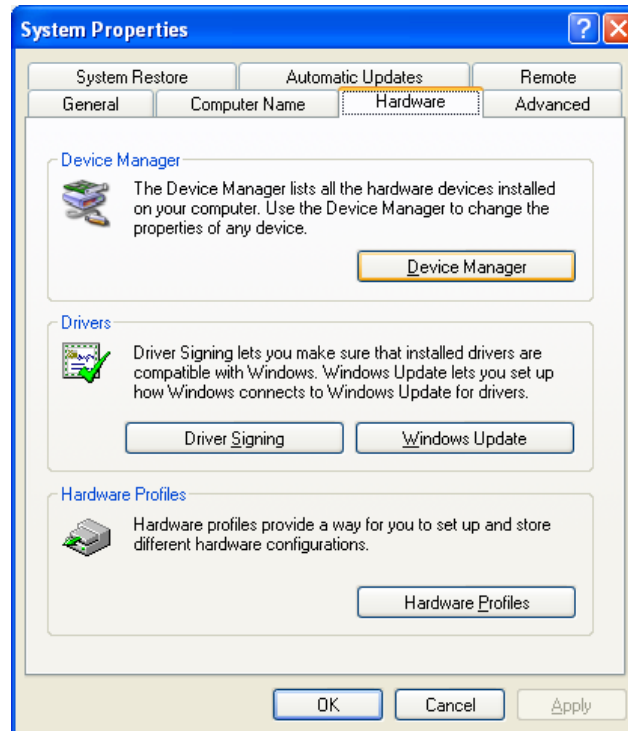 System Properties
System Restore
Automatic Updates
Remote
General
Computer Name
Hardware
Advanced
Device Manager
The Device Manager lists all the hardware devices installed
on your computer. Use the Device Manager to change the
properties of any device.
Device Manager
Drivers
Driver Signing lets you make sure that installed drivers are
compatible with Windows. Windows Update lets you set up
how Windows connects to Windows Update for drivers.
Driver Signing
Windows Update
Hardware Profiles
Hardware profiles provide a way for you to set up and store
different hardware configurations.
Hardware Profiles
OK
Cancel
Apply